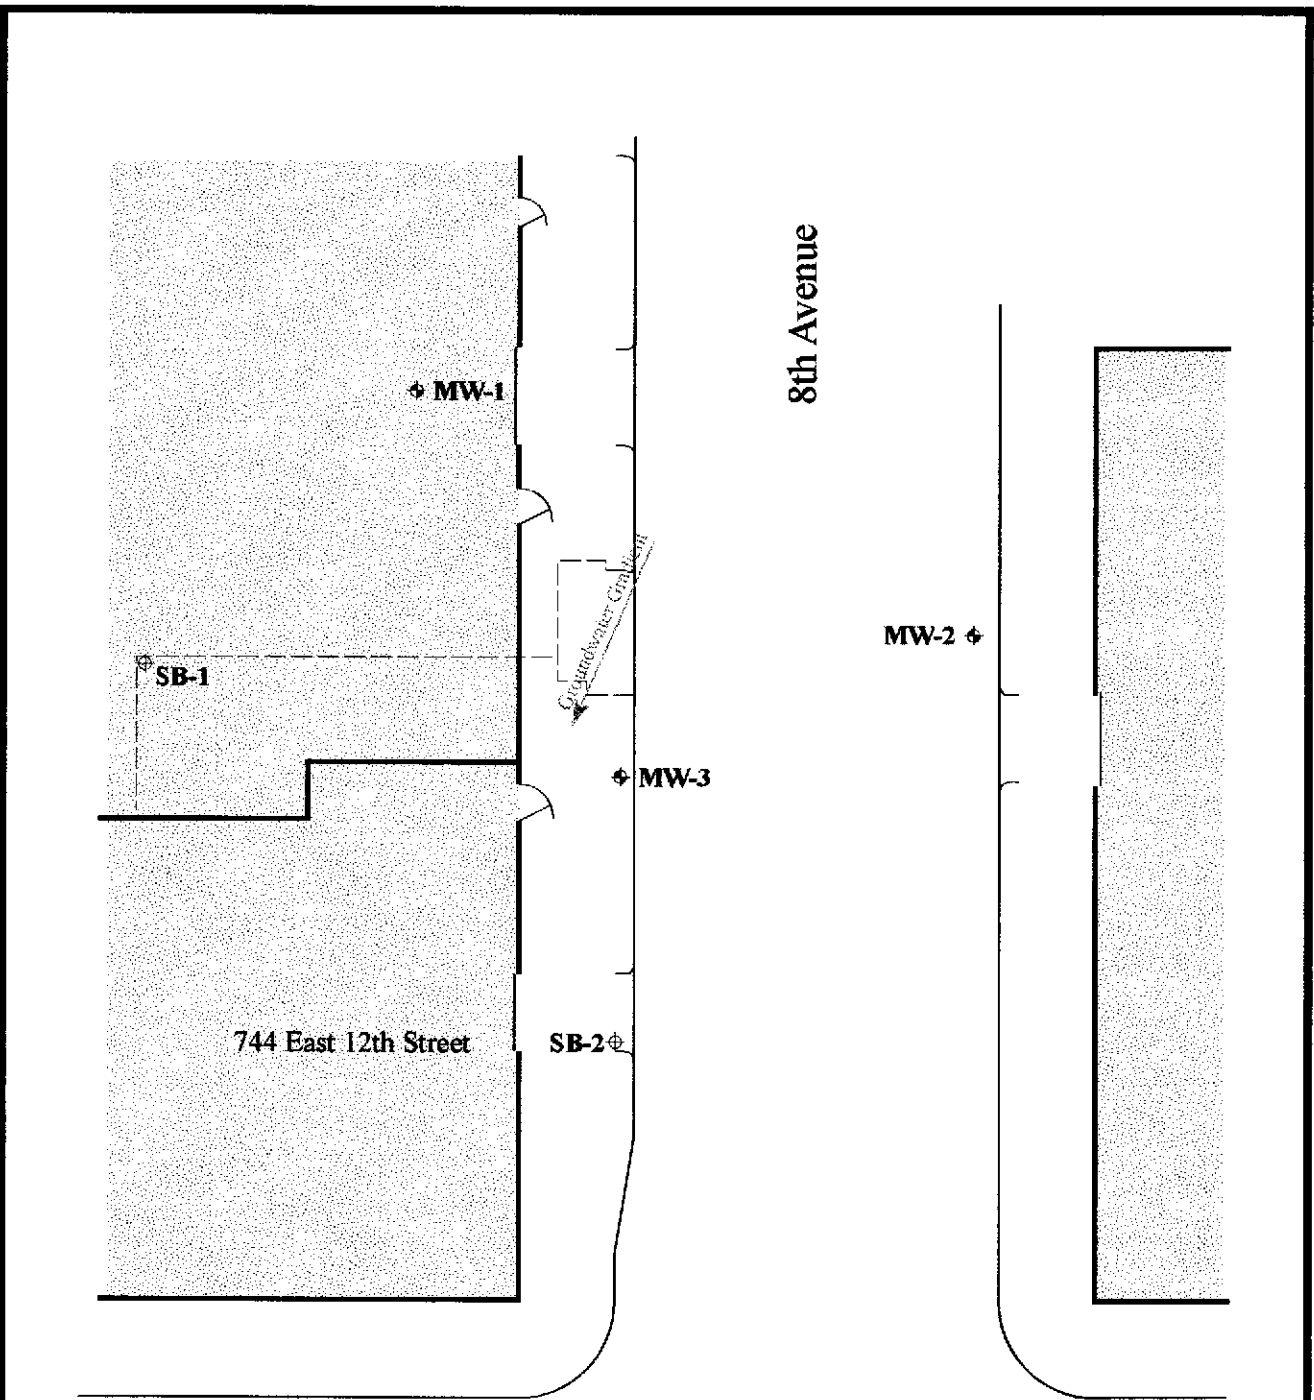 8th Avenue
MW-1
Groundwater Gradient
MW-2
SB-1
MW-3
744 East 12th Street
SB-2